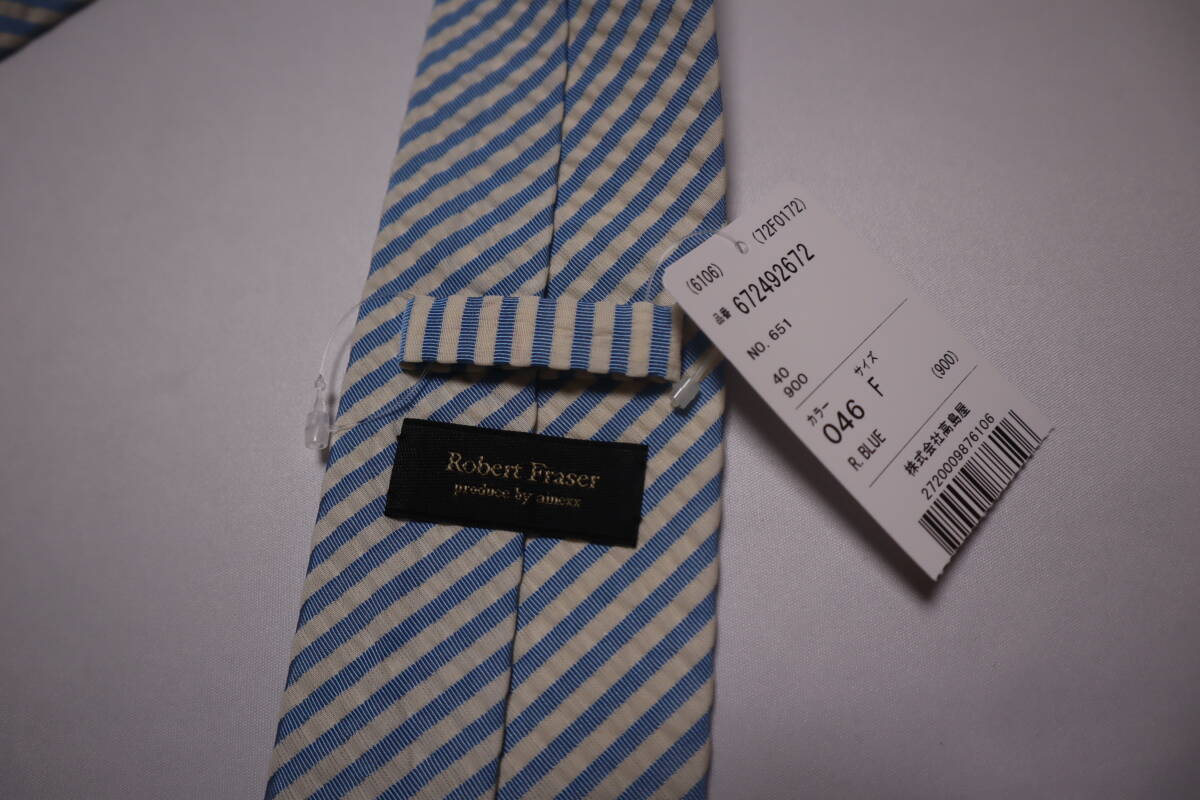 Robert Fraser
produce by amexx
(6106) (72F0172)
品番 672492672
NO. 651
40
900
カラー サイズ
046 F
R. BLUE (900)
株式会社高島屋
2720009876106